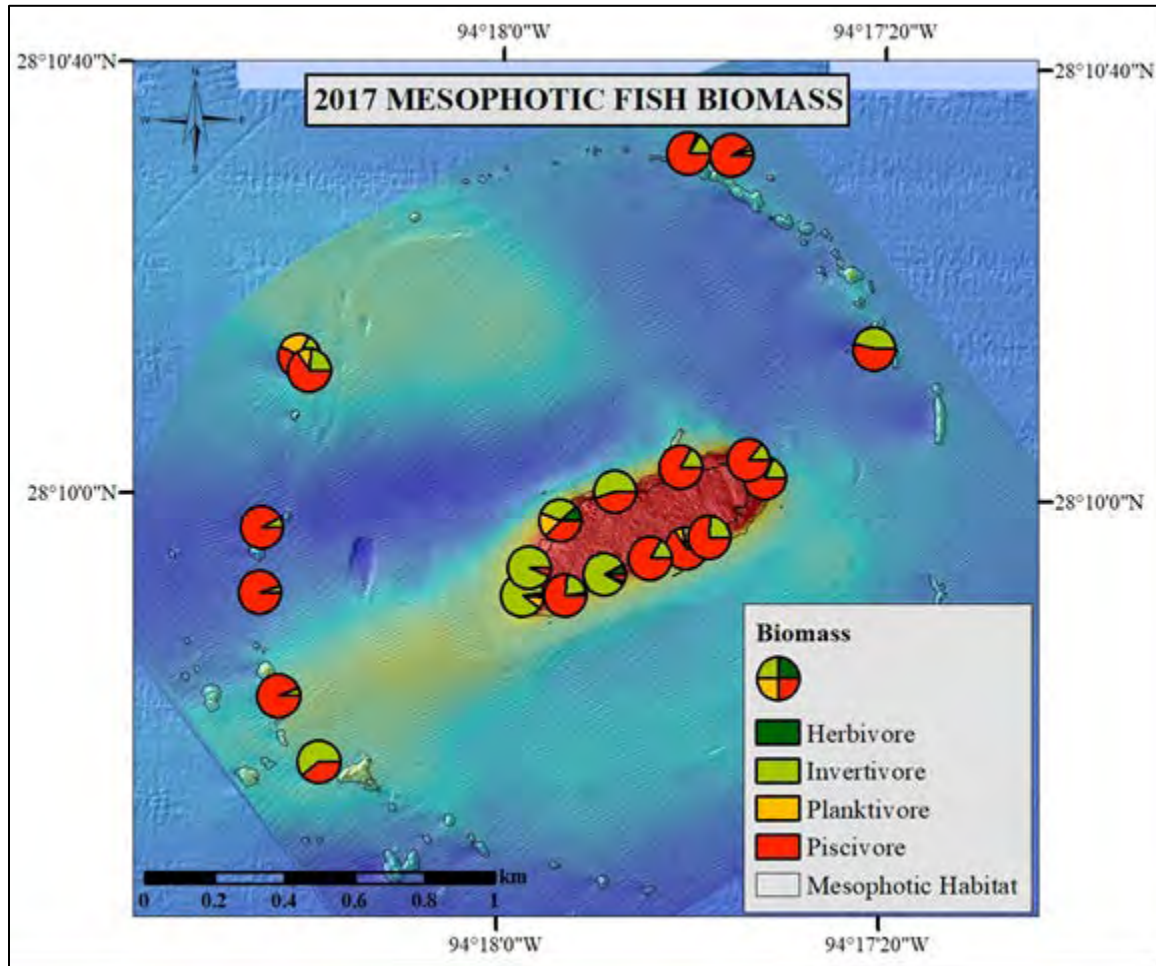 94°18'0"W
94°17'20"W
28°10'40"N
28°10'40"N
2017 MESOPHOTIC FISH BIOMASS
28°10'0"N
28°10'0"N
Biomass
Herbivore
Invertivore
Planktivore
Piscivore
Mesophotic Habitat
km
0 0.2 0.4 0.6 0.8 1
94°18'0"W
94°17'20"W